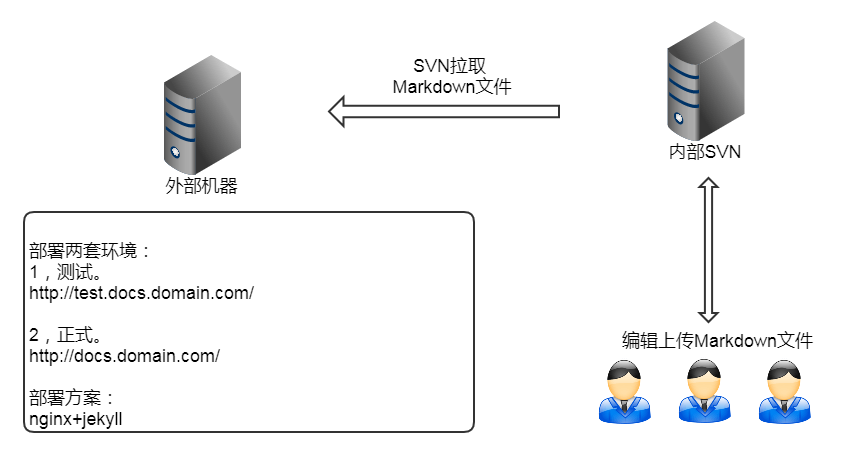 SVN拉取
Markdown文件
外部机器
内部SVN
部署两套环境：
1，测试。
http://test.docs.domain.com/
2，正式。
http://docs.domain.com/
部署方案：
nginx+jekyll
编辑上传Markdown文件